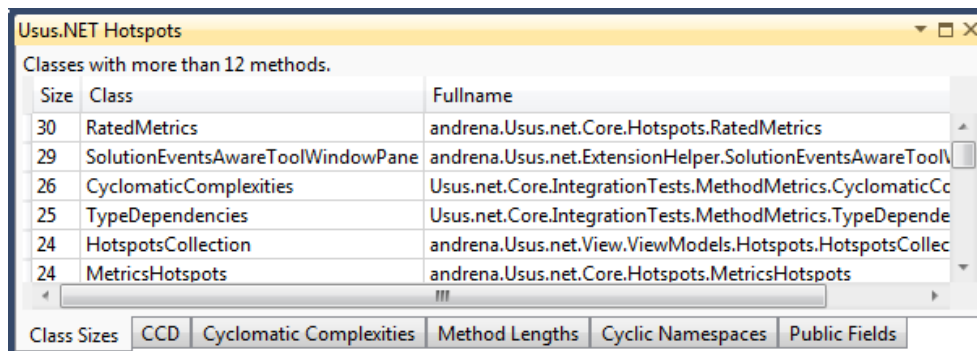 Usus.NET Hotspots
Classes with more than 12 methods.
Size Class Fullname
30 RatedMetrics andrena.Usus.net.Core.Hotspots.RatedMetrics
29 SolutionEventsAwareToolWindowPane andrena.Usus.net.ExtensionHelper.SolutionEventsAwareTool
26 CyclomaticComplexities Usus.net.Core.IntegrationTests.MethodMetrics.CyclomaticCo
25 TypeDependencies Usus.net.Core.IntegrationTests.MethodMetrics.TypeDepende
24 HotspotsCollection andrena.Usus.net.View.ViewModels.Hotspots.HotspotsCollec
24 MetricsHotspots andrena.Usus.net.Core.Hotspots.MetricsHotspots
Class Sizes CCD Cyclomatic Complexities Method Lengths Cyclic Namespaces Public Fields